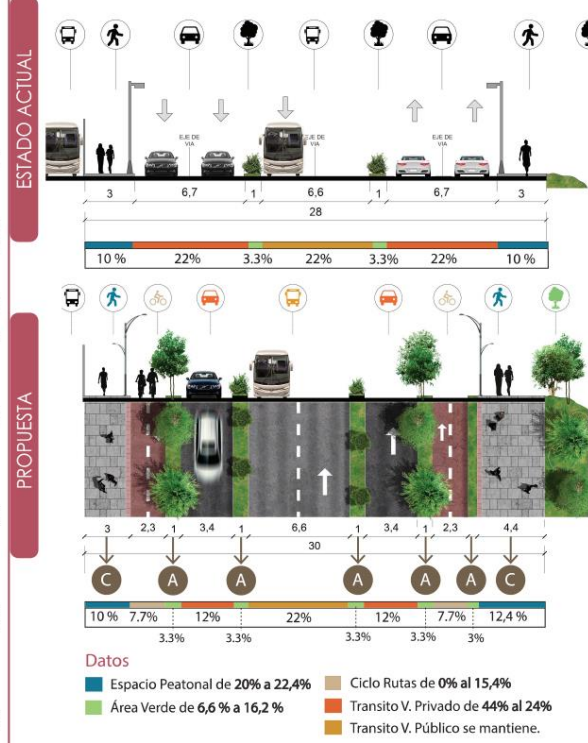 ESTADO ACTUAL
EJE DE VIA EJE DE VIA EJE DE VIA
3 6,7 1 6.6 1 6,7 3
28
10 % 22% 3.3% 22% 3.3% 22% 10 %
PROPUESTA
3 2,3 1 3,4 1 6,6 1 3,4 1 2,3 4,4
30
C A A A A A C
10 % 7.7% 12% 22% 12% 7.7% 12,4 %
3.3% 3.3% 3.3% 3.3% 3%
Datos
Espacio Peatonal de 20% a 22,4%
Área Verde de 6,6 % a 16,2 %
Ciclo Rutas de 0% al 15,4%
Transito V. Privado de 44% al 24%
Transito V. Público se mantiene.